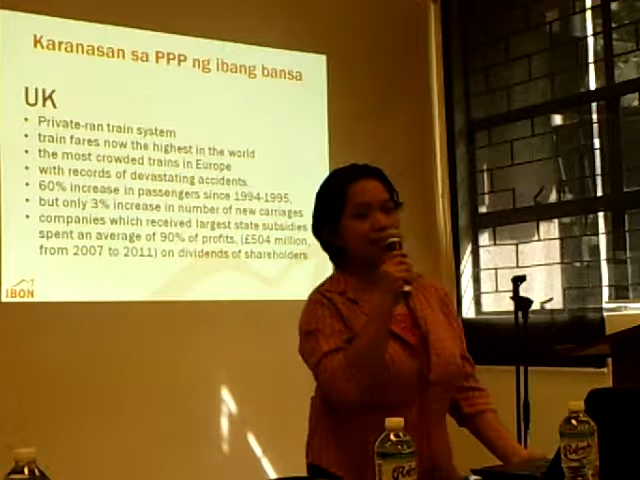 Karanasan sa PPP ng ibang bansa
UK
• Private-ran train system
• train fares now the highest in the world
• the most crowded trains in Europe
• with records of devastating accidents,
• 60% increase in passengers since 1994-1995,
• but only 3% increase in number of new carriages
• companies which received largest state subsidies
spent an average of 90% of profits, (£504 million,
from 2007 to 2011) on dividends of shareholders
IBON